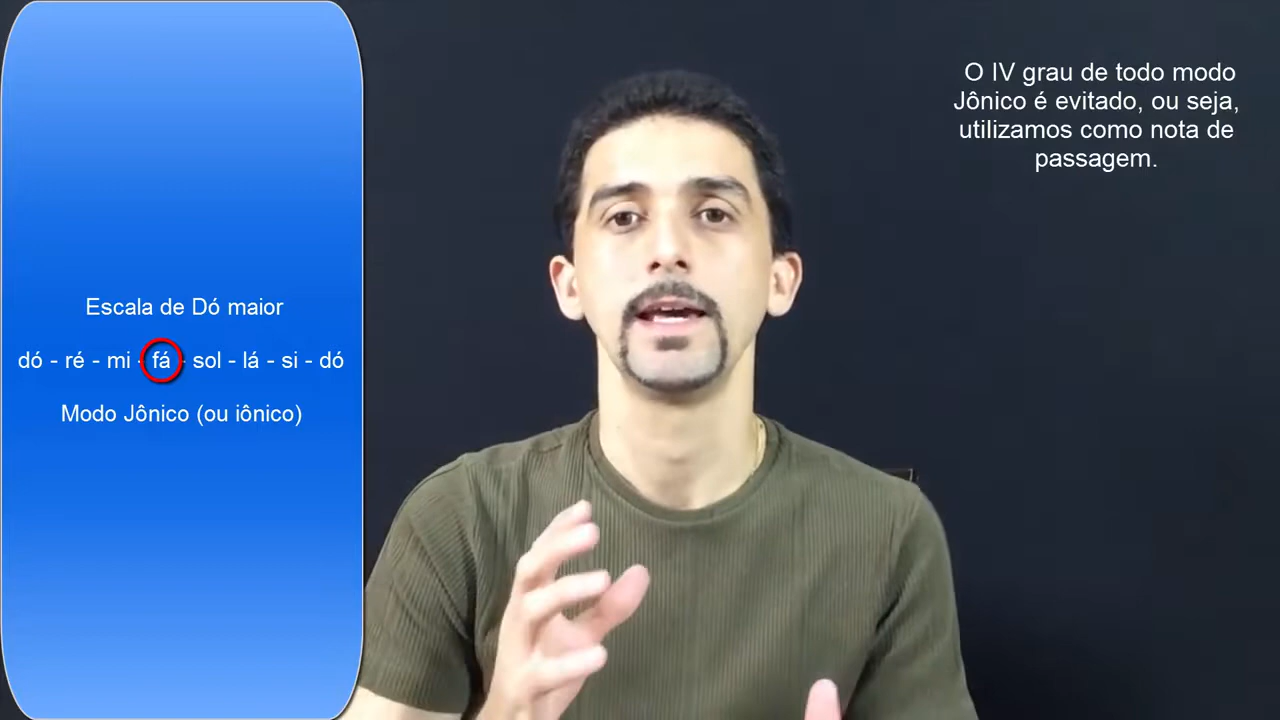 Escala de Dó maior
dó - ré - mi - fá - sol - lá - si - dó
Modo Jônico (ou iônico)
O IV grau de todo modo
Jônico é evitado, ou seja,
utilizamos como nota de
passagem.